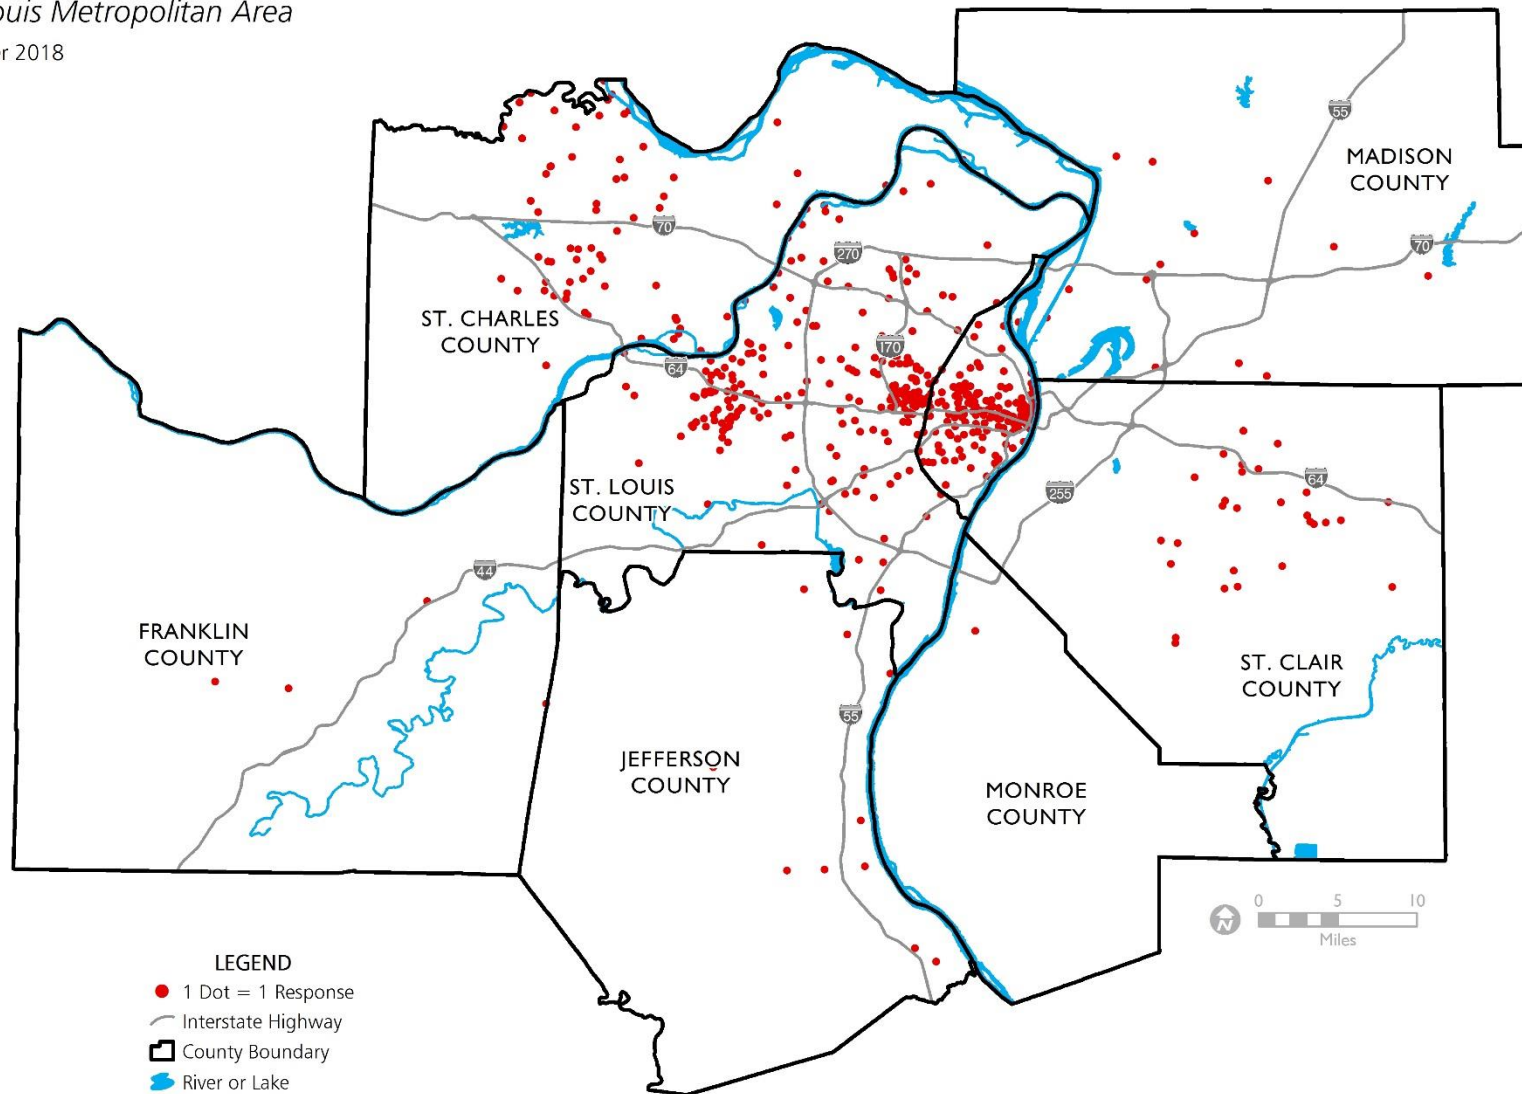 ouis Metropolitan Area
r 2018
55
MADISON
COUNTY
70
270
70
ST. CHARLES
COUNTY
170
64
ST. LOUIS
COUNTY
64
255
44
FRANKLIN
COUNTY
ST. CLAIR
COUNTY
55
JEFFERSON
COUNTY
MONROE
COUNTY
0 5 10
Miles
N
LEGEND
1 Dot = 1 Response
Interstate Highway
County Boundary
River or Lake